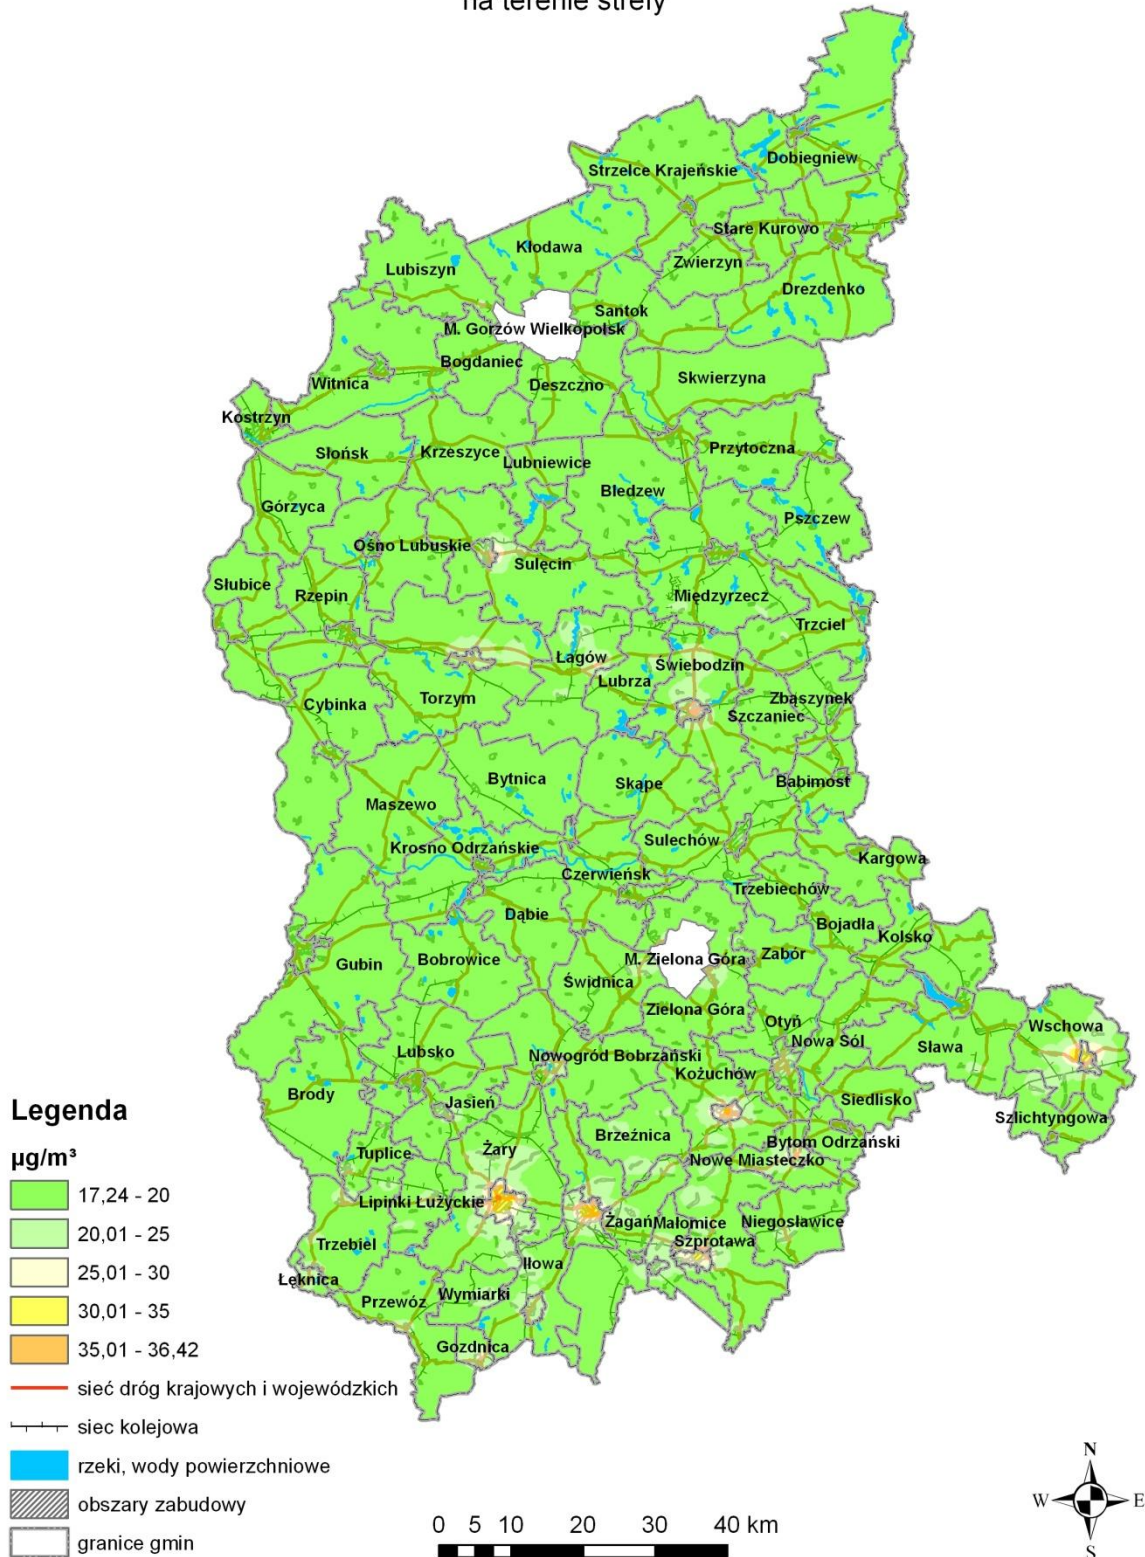 na terenie strefy
Dobiegniew
Strzelce Krajeńskie
Stare Kurowo
Kłodawa
Zwierzyn
Lubiszyn
Drezdenko
Santok
M. Gorzów Wielkopolsk
Bogdaniec
Skwierzyna
Witnica
Deszczno
Kostrzyn
Przytoczna
Słońsk
Krzeszyce
Lubniewice
Bledzew
Górzyca
Pszczew
Ośno Lubuskie
Sulęcin
Słubice
Rzepin
Międzyrzecz
Trzciel
Łagów
Świebodzin
Lubrza
Cybinka
Torzym
Zbąszynek
Szczaniec
Bytnica
Skąpe
Babimost
Maszewo
Krosno Odrzańskie
Sulechów
Kargowa
Czerwieńsk
Trzebiechów
Dąbie
Bojadła
Kolsko
Gubin
Bobrowice
M. Zielona Góra
Zabór
Świdnica
Zielona Góra
Otyń
Wschowa
Nowa Sól
Sława
Lubsko
Nowogród Bobrzański
Kożuchów
Brody
Jasień
Siedlisko
Szlichtyngowa
Brzeźnica
Bytom Odrzański
Tuplice
Żary
Nowe Miasteczko
Lipinki Łużyckie
Żagań
Małomice
Niegosławice
Trzebiel
Szprotawa
Iłowa
Łęknica
Przewóz
Wymiarki
Gozdnica
Legenda
µg/m³
17,24 - 20
20,01 - 25
25,01 - 30
30,01 - 35
35,01 - 36,42
sieć dróg krajowych i wojewódzkich
siec kolejowa
rzeki, wody powierzchniowe
obszary zabudowy
granice gmin
0 5 10 20 30 40 km
N
W E
S